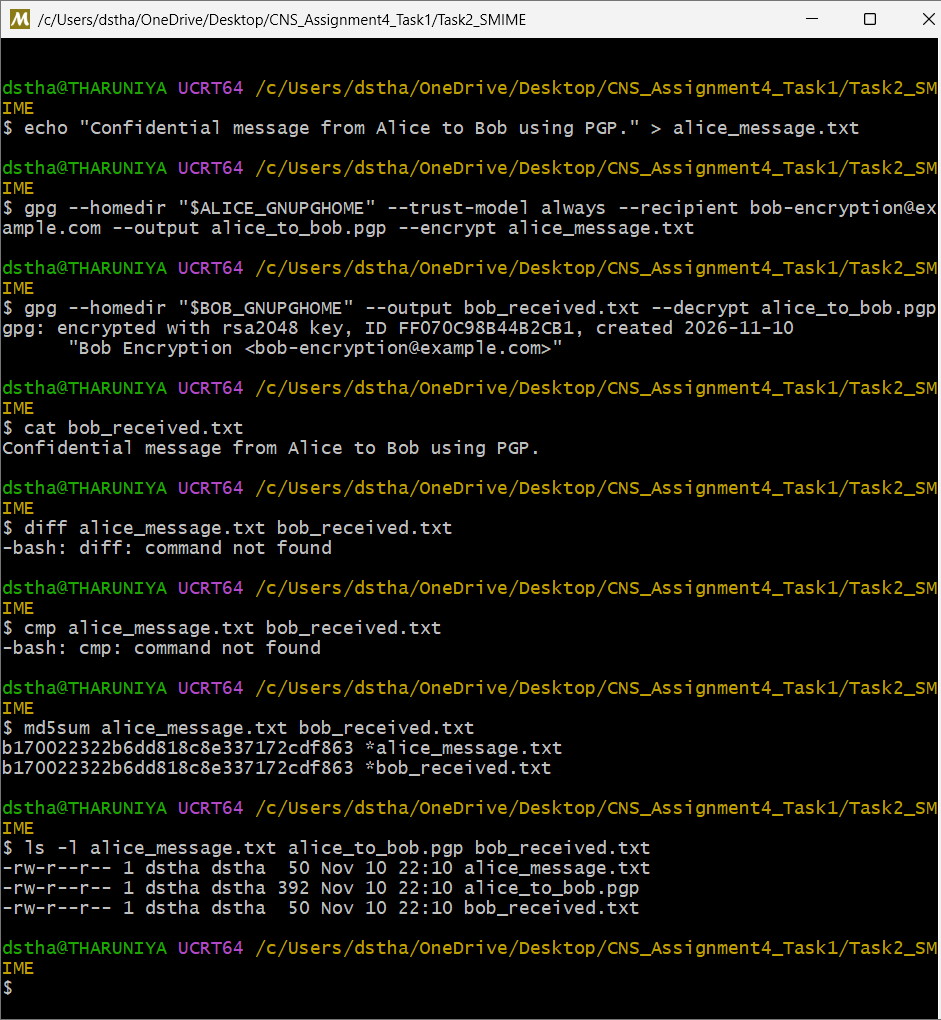 /c/Users/dstha/OneDrive/Desktop/CNS_Assignment4_Task1/Task2_SMIME
dstha@THARUNIYA UCRT64 /c/Users/dstha/OneDrive/Desktop/CNS_Assignment4_Task1/Task2_SM
IME
$ echo "Confidential message from Alice to Bob using PGP." > alice_message.txt
dstha@THARUNIYA UCRT64 /c/Users/dstha/OneDrive/Desktop/CNS_Assignment4_Task1/Task2_SM
IME
$ gpg --homedir "$ALICE_GNUPGHOME" --trust-model always --recipient bob-encryption@ex
ample.com --output alice_to_bob.pgp --encrypt alice_message.txt
dstha@THARUNIYA UCRT64 /c/Users/dstha/OneDrive/Desktop/CNS_Assignment4_Task1/Task2_SM
IME
$ gpg --homedir "$BOB_GNUPGHOME" --output bob_received.txt --decrypt alice_to_bob.pgp
gpg: encrypted with rsa2048 key, ID FF070C98B44B2CB1, created 2026-11-10
      "Bob Encryption <bob-encryption@example.com>"
dstha@THARUNIYA UCRT64 /c/Users/dstha/OneDrive/Desktop/CNS_Assignment4_Task1/Task2_SM
IME
$ cat bob_received.txt
Confidential message from Alice to Bob using PGP.
dstha@THARUNIYA UCRT64 /c/Users/dstha/OneDrive/Desktop/CNS_Assignment4_Task1/Task2_SM
IME
$ diff alice_message.txt bob_received.txt
-bash: diff: command not found
dstha@THARUNIYA UCRT64 /c/Users/dstha/OneDrive/Desktop/CNS_Assignment4_Task1/Task2_SM
IME
$ cmp alice_message.txt bob_received.txt
-bash: cmp: command not found
dstha@THARUNIYA UCRT64 /c/Users/dstha/OneDrive/Desktop/CNS_Assignment4_Task1/Task2_SM
IME
$ md5sum alice_message.txt bob_received.txt
b170022322b6dd818c8e337172cdf863 *alice_message.txt
b170022322b6dd818c8e337172cdf863 *bob_received.txt
dstha@THARUNIYA UCRT64 /c/Users/dstha/OneDrive/Desktop/CNS_Assignment4_Task1/Task2_SM
IME
$ ls -l alice_message.txt alice_to_bob.pgp bob_received.txt
-rw-r--r-- 1 dstha dstha  50 Nov 10 22:10 alice_message.txt
-rw-r--r-- 1 dstha dstha 392 Nov 10 22:10 alice_to_bob.pgp
-rw-r--r-- 1 dstha dstha  50 Nov 10 22:10 bob_received.txt
dstha@THARUNIYA UCRT64 /c/Users/dstha/OneDrive/Desktop/CNS_Assignment4_Task1/Task2_SM
IME
$